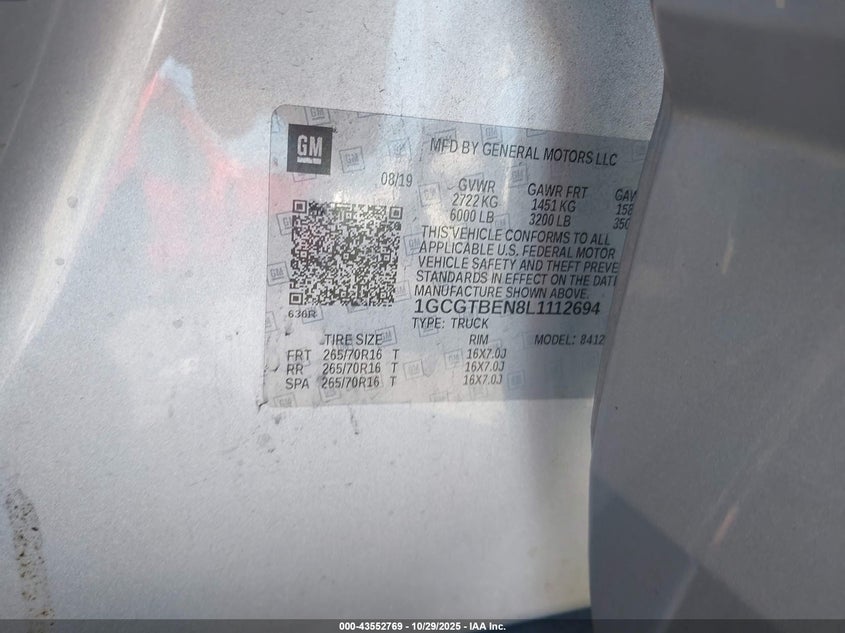 GM
MFD BY GENERAL MOTORS LLC
08/19
GVWR GAWR FRT
2722 KG 1451 KG
6000 LB 3200 LB
THIS VEHICLE CONFORMS TO ALL
APPLICABLE U.S. FEDERAL MOTOR
VEHICLE SAFETY AND THEFT PREVE
STANDARDS IN EFFECT ON THE DATE
MANUFACTURE SHOWN ABOVE.
1GCGTBEN8L1112694
636R
TYPE: TRUCK
TIRE SIZE RIM MODEL: 8412
FRT 265/70R16 T 16X7.0J
RR 265/70R16 T 16X7.0J
SPA 265/70R16 T 16X7.0J
000-43552769 - 10/29/2025 - IAA Inc.